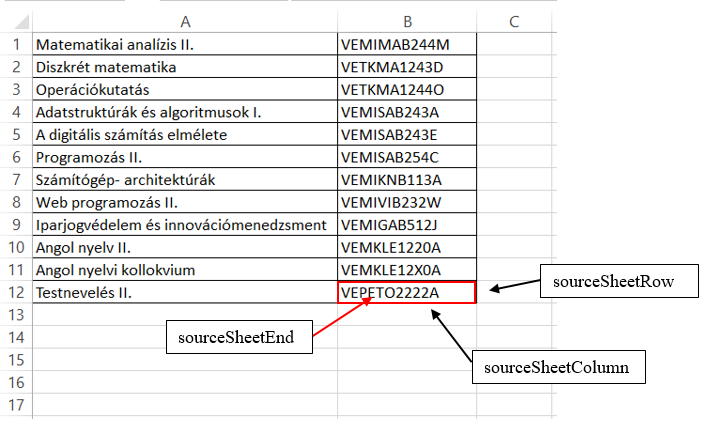 A B C
1 Matematikai analízis II. VEMIMAB244M
2 Diszkrét matematika VETKMA1243D
3 Operációkutatás VETKMA1244O
4 Adatstruktúrák és algoritmusok I. VEMISAB243A
5 A digitális számítás elmélete VEMISAB243E
6 Programozás II. VEMISAB254C
7 Számítógép- architektúrák VEMIKNB113A
8 Web programozás II. VEMIVIB232W
9 Iparjogvédelem és innovációmenedzsment VEMIGAB512J
10 Angol nyelv II. VEMKLE1220A
11 Angol nyelvi kollokvium VEMKLE12X0A
12 Testnevelés II. VEPETO2222A
sourceSheetRow
13
sourceSheetEnd
14
sourceSheetColumn
15
16
17